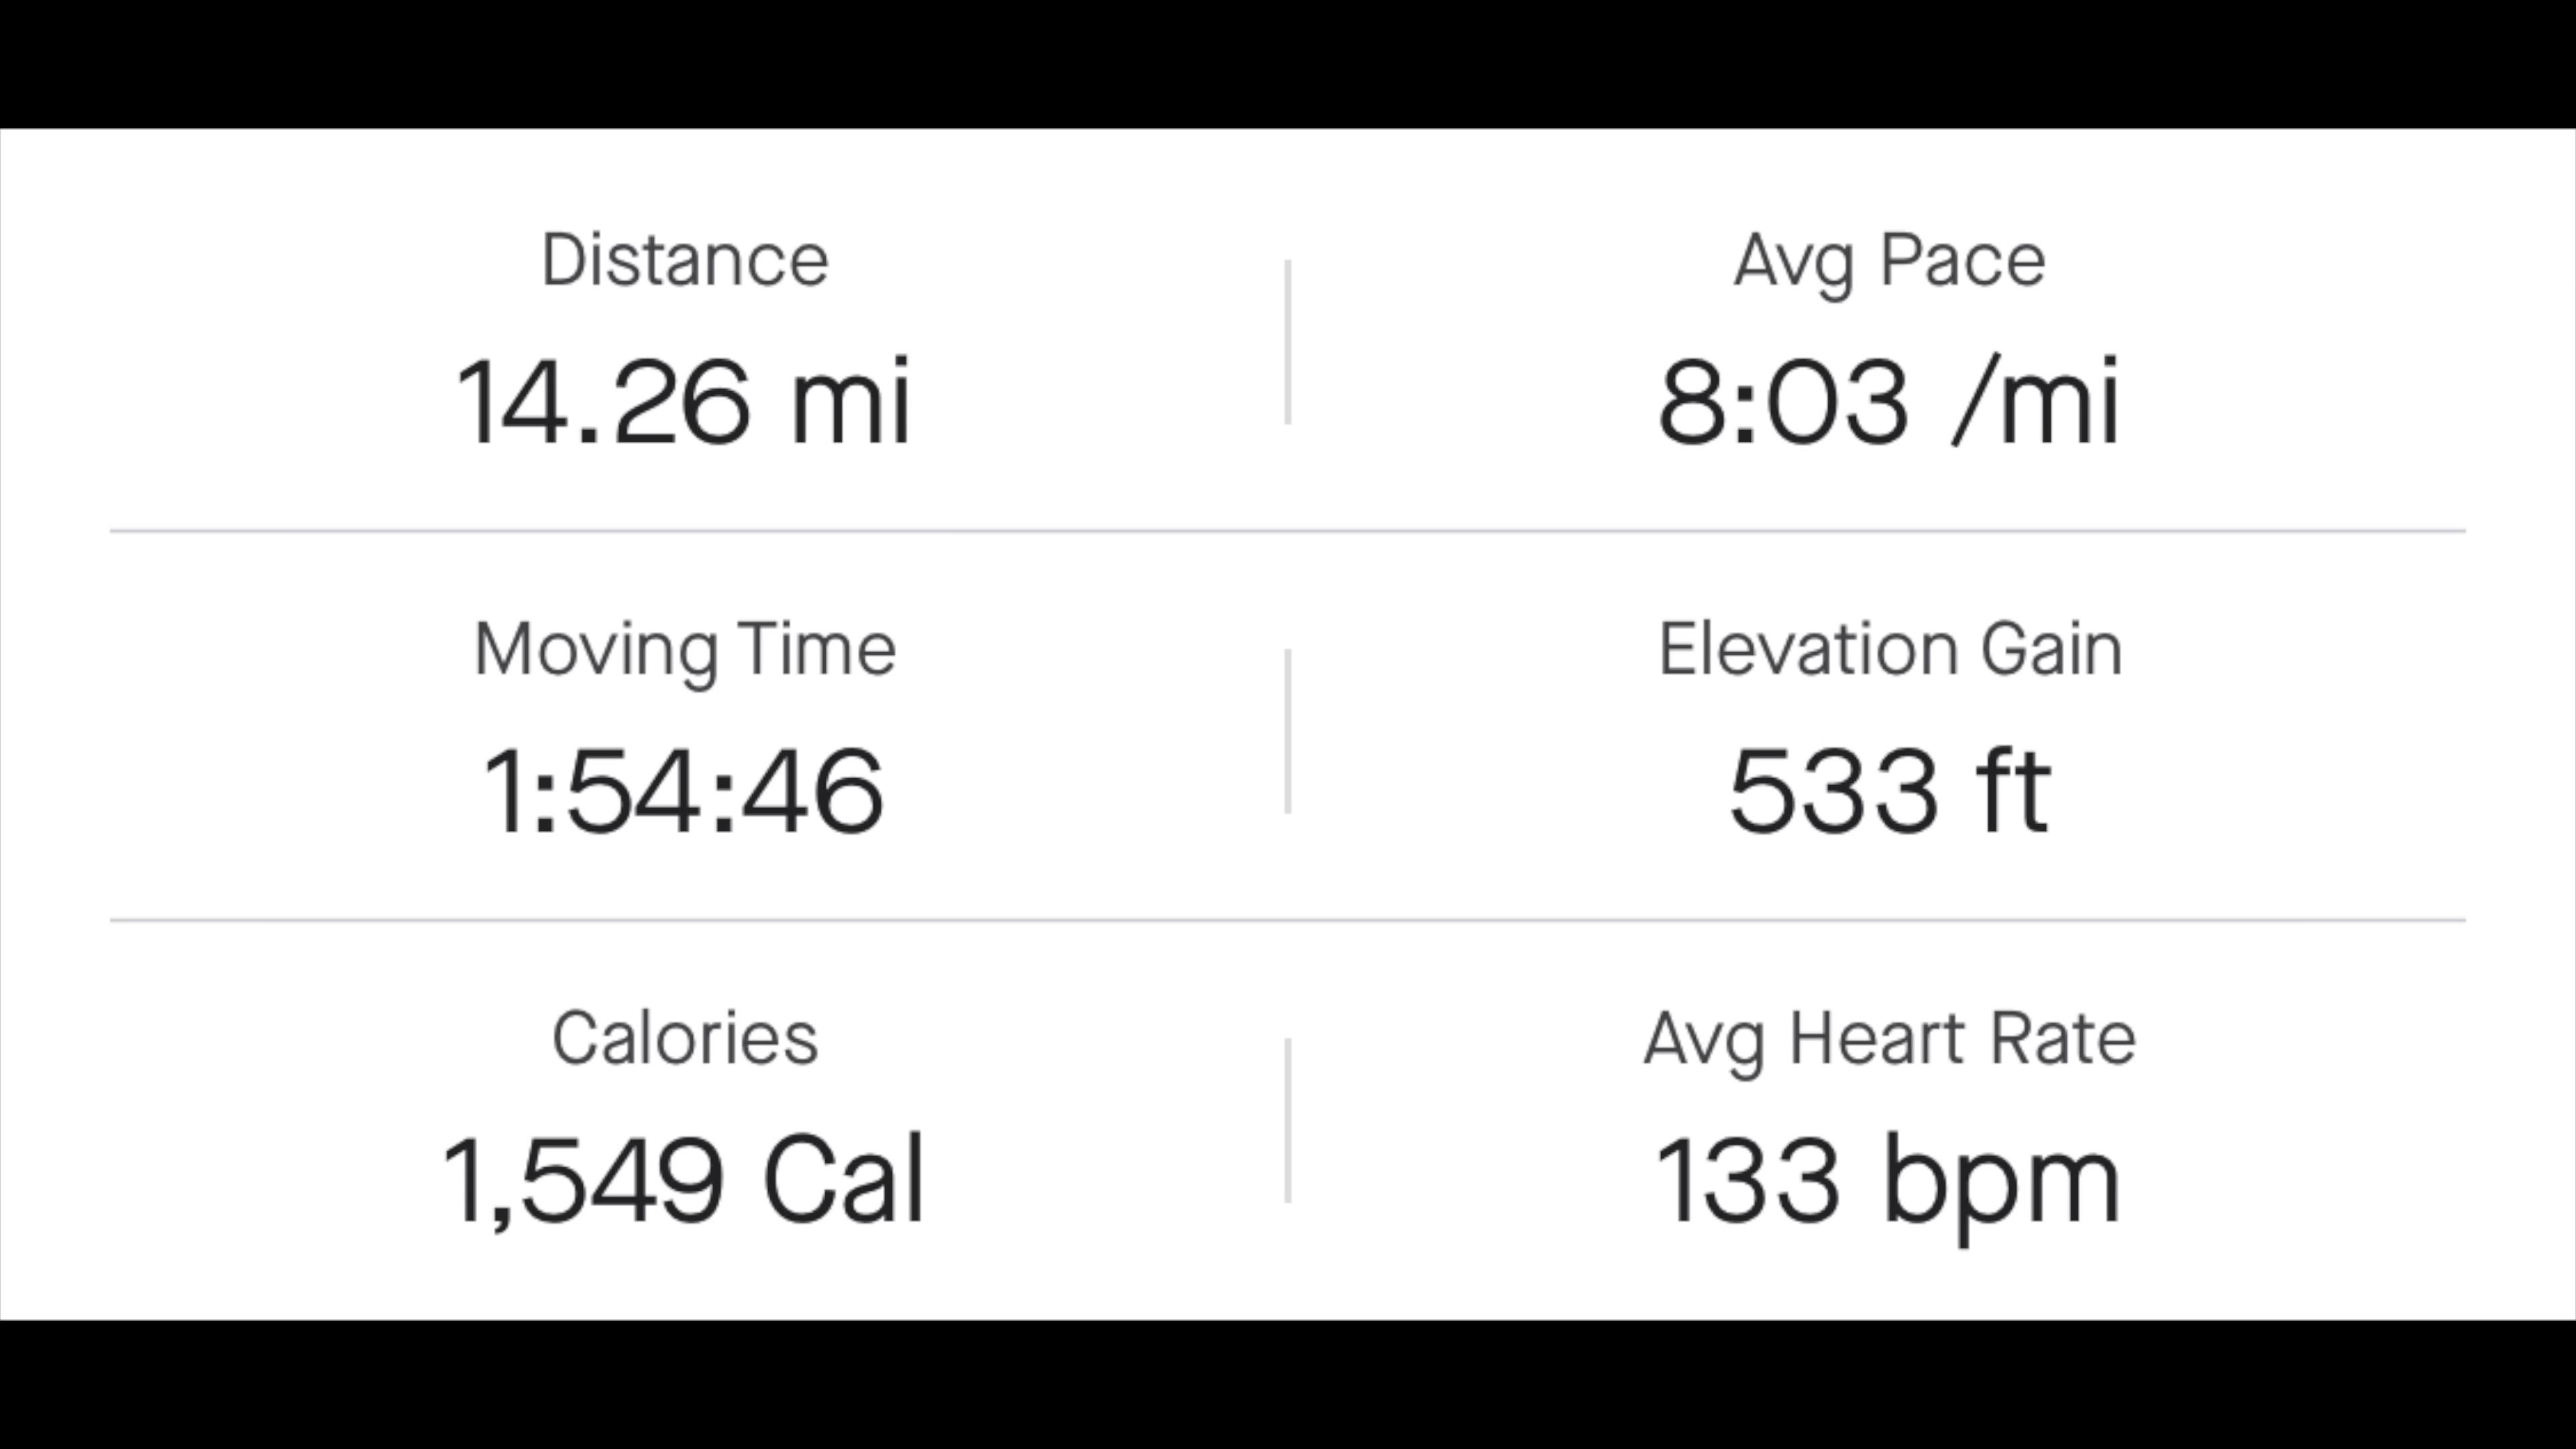 Distance
Avg Pace
14.26 mi
8:03 /mi
Moving Time
Elevation Gain
1:54:46
533 ft
Calories
Avg Heart Rate
1,549 Cal
133 bpm